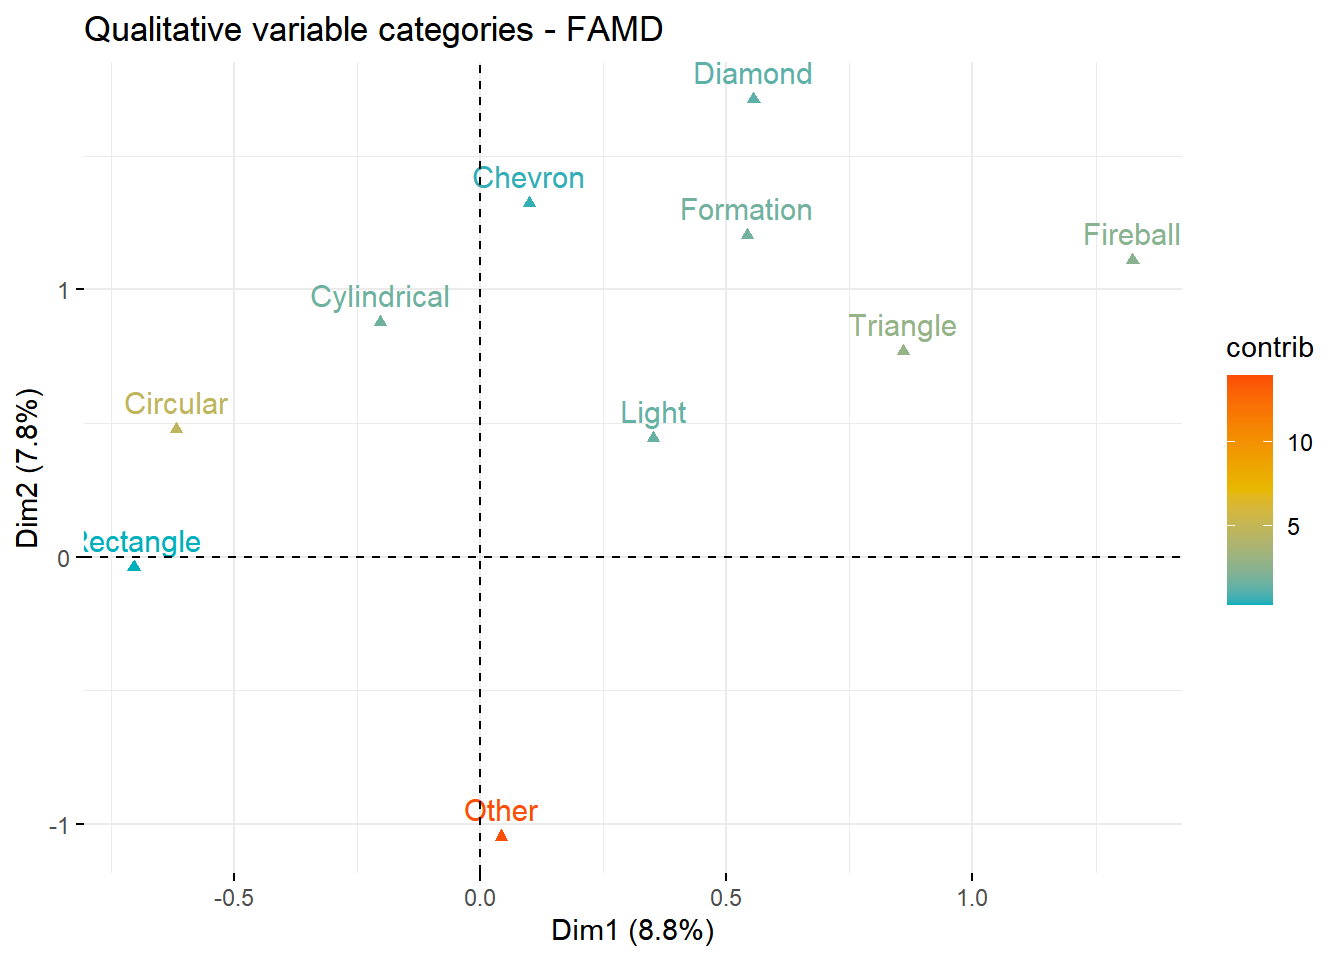 Qualitative variable categories - FAMD
Diamond
Chevron
Formation
Fireball
Cylindrical
Triangle
Circular
Light
Rectangle
Other
1
0
-1
-0.5
0.0
0.5
1.0
Dim1 (8.8%)
Dim2 (7.8%)
contrib
10
5